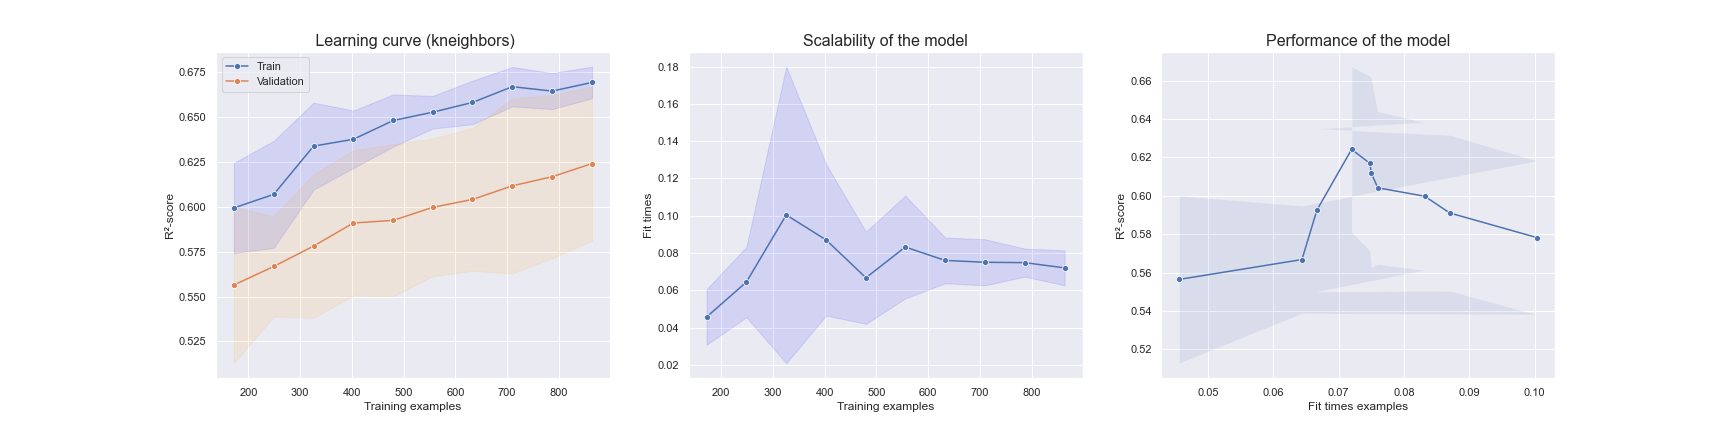 Learning curve (kneighbors)
Train
Validation
0.675
0.650
0.625
0.600
0.575
0.550
0.525
R²-score
200 300 400 500 600 700 800
Training examples
Scalability of the model
0.18
0.16
0.14
0.12
0.10
0.08
0.06
0.04
0.02
Fit times
200 300 400 500 600 700 800
Training examples
Performance of the model
0.66
0.64
0.62
0.60
0.58
0.56
0.54
0.52
R²-score
0.05 0.06 0.07 0.08 0.09 0.10
Fit times examples